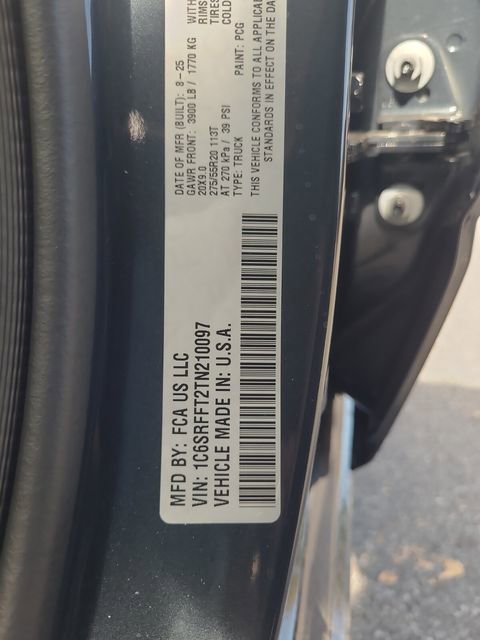 MFD BY: FCA US LLC
VIN: 1C6SRFFT2TN210097
VEHICLE MADE IN: U.S.A.
DATE OF MFR (BUILT): 8-25
GAWR FRONT: 3900 LB / 1770 KG WITH
20X9.0 RIMS
275/55R20 113T TIRES
AT 270 kPa / 39 PSI COLD
TYPE: TRUCK PAINT: PCG
THIS VEHICLE CONFORMS TO ALL APPLICABL
STANDARDS IN EFFECT ON THE DA